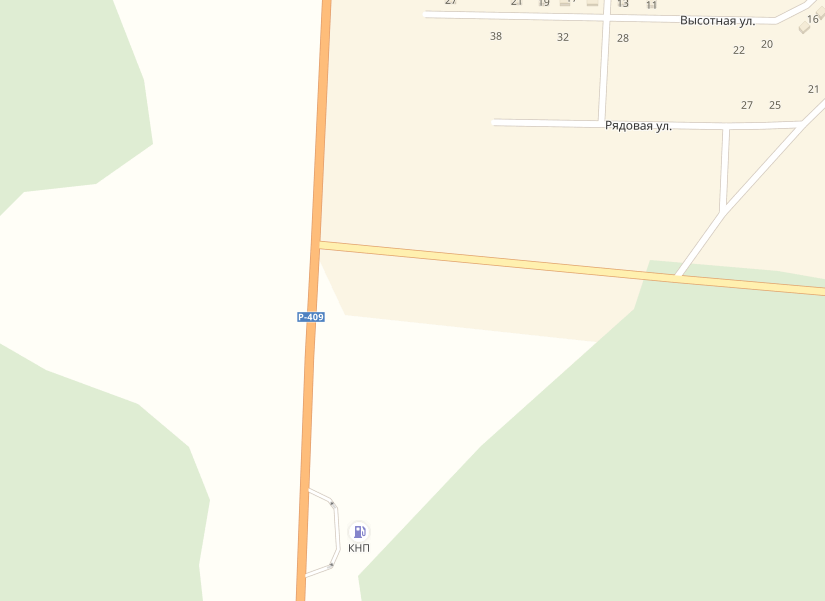 27 21 19 17 13 11
Высотная ул. 16
38 32 28
22 20
21
27 25
Рядовая ул.
Р-409
КНП